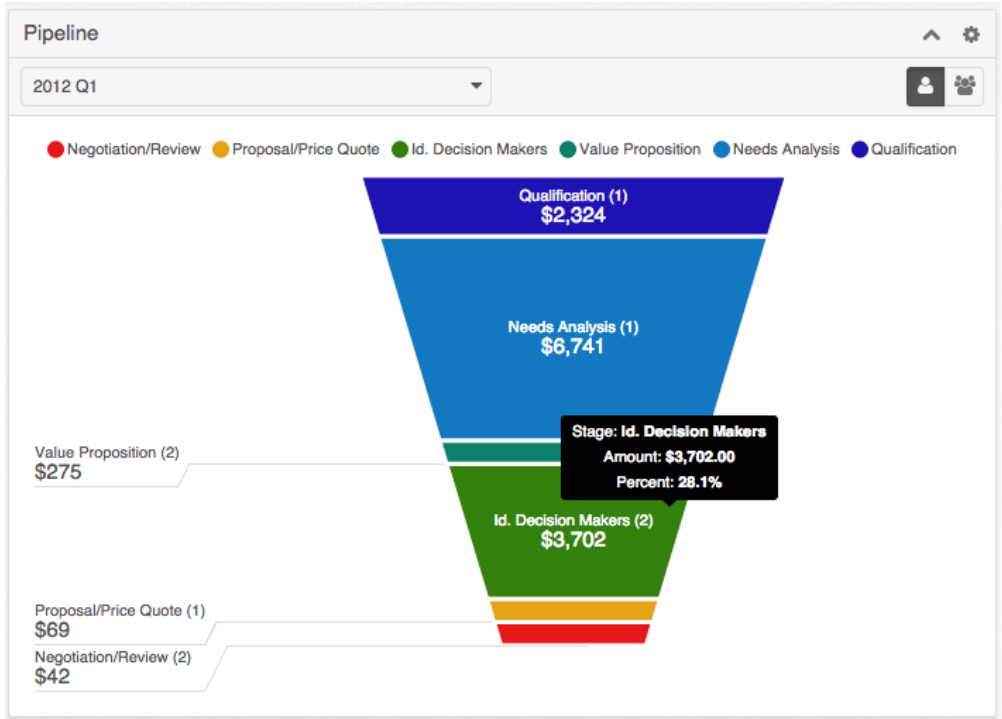 Pipeline
2012 Q1
Negotiation/Review Proposal/Price Quote Id. Decision Makers Value Proposition Needs Analysis Qualification
Qualification (1)
$2,324
Needs Analysis (1)
$6,741
Stage: Id. Decision Makers
Amount: $3,702.00
Percent: 28.1%
Value Proposition (2)
$275
Id. Decision Makers (2)
$3,702
Proposal/Price Quote (1)
$69
Negotiation/Review (2)
$42